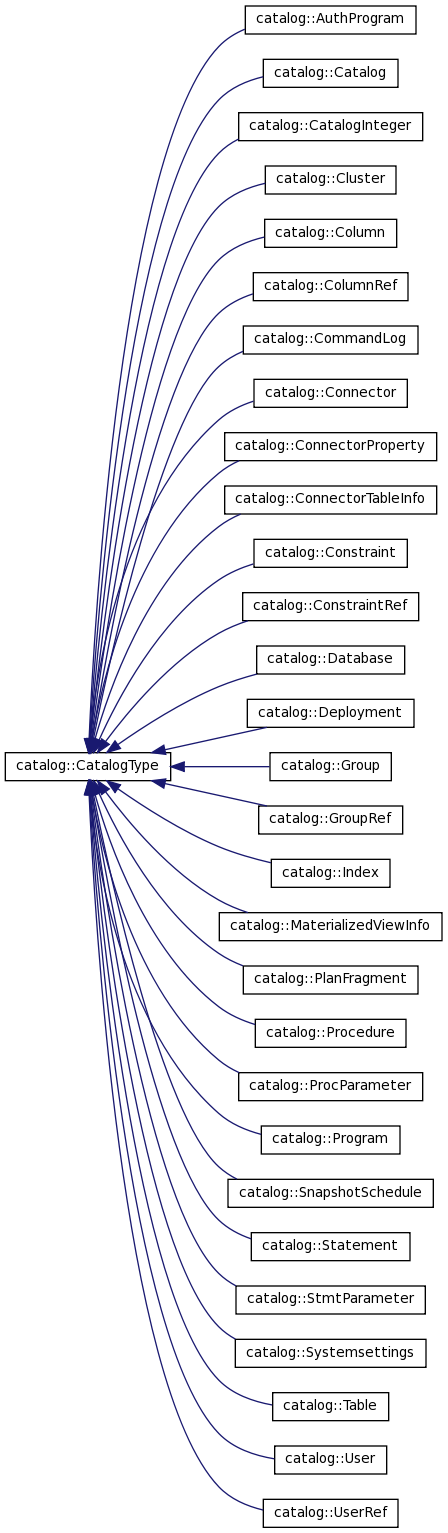 catalog::AuthProgram
catalog::Catalog
catalog::CatalogInteger
catalog::Cluster
catalog::Column
catalog::ColumnRef
catalog::CommandLog
catalog::Connector
catalog::ConnectorProperty
catalog::ConnectorTableInfo
catalog::Constraint
catalog::ConstraintRef
catalog::Database
catalog::Deployment
catalog::CatalogType
catalog::Group
catalog::GroupRef
catalog::Index
catalog::MaterializedViewInfo
catalog::PlanFragment
catalog::Procedure
catalog::ProcParameter
catalog::Program
catalog::SnapshotSchedule
catalog::Statement
catalog::StmtParameter
catalog::Systemsettings
catalog::Table
catalog::User
catalog::UserRef